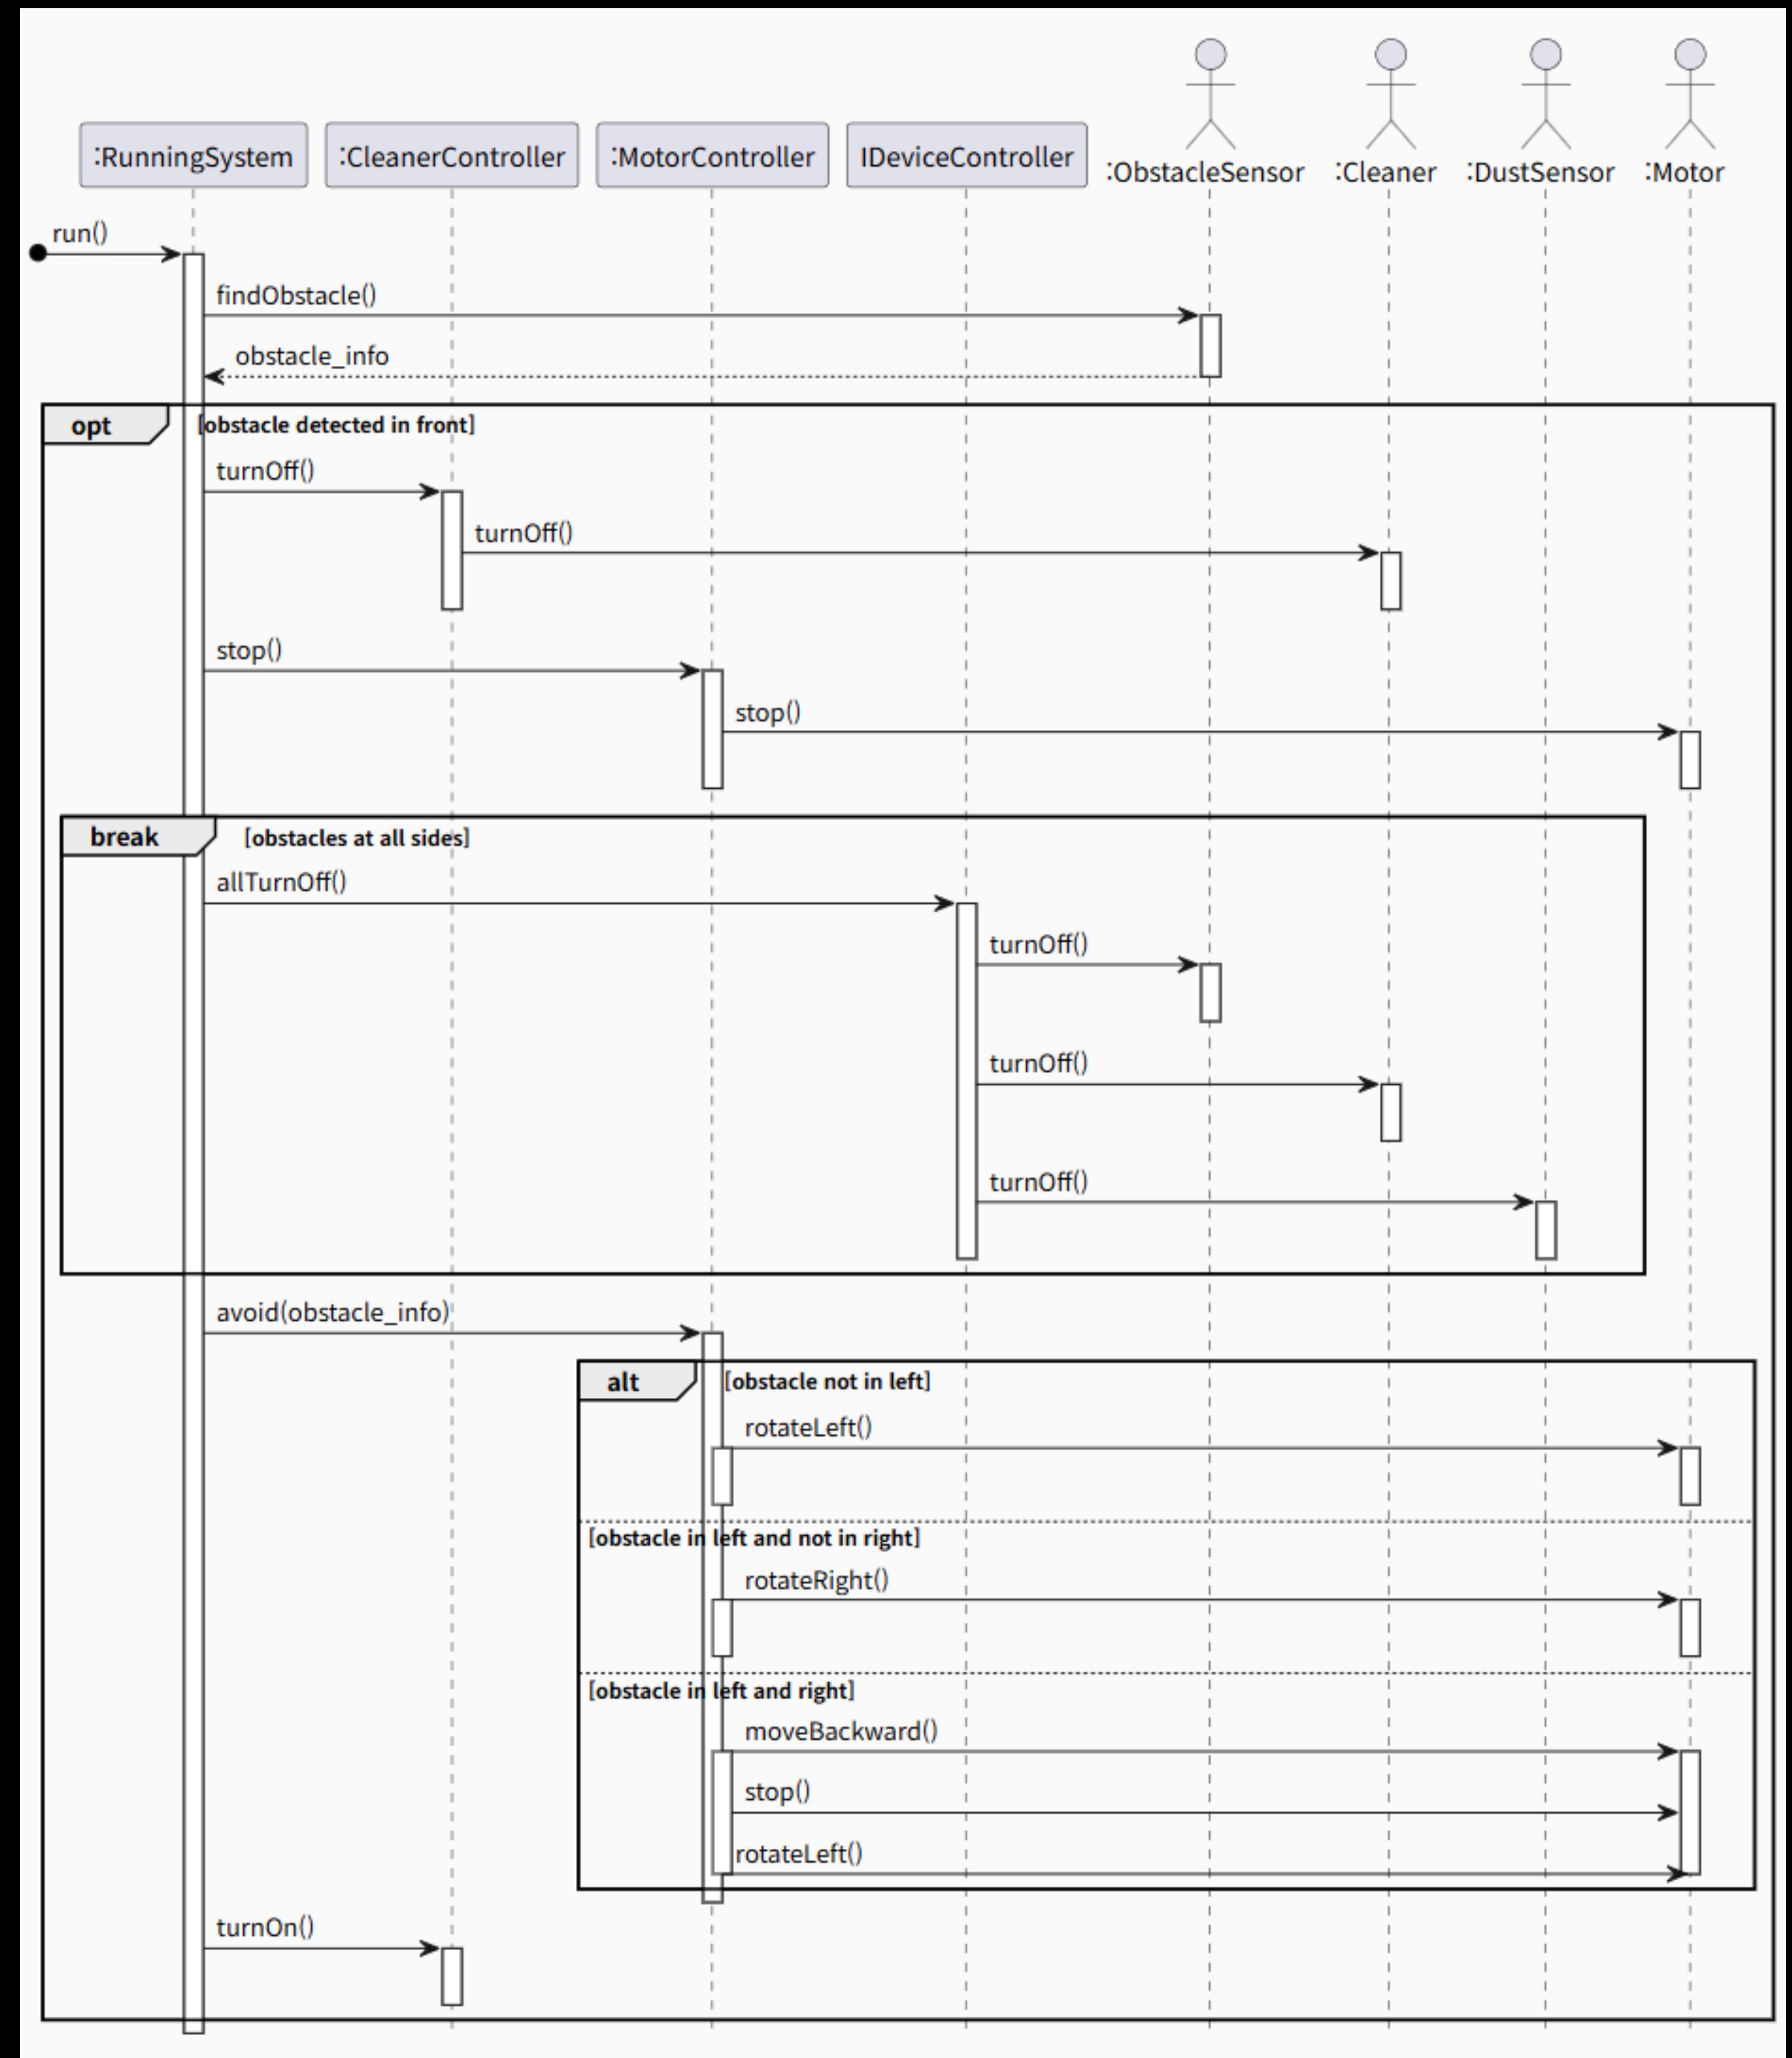 :RunningSystem
:CleanerController
:MotorController
IDeviceController
:ObstacleSensor
:Cleaner
:DustSensor
:Motor
run()
findObstacle()
obstacle_info
opt
[obstacle detected in front]
turnOff()
turnOff()
stop()
stop()
break
[obstacles at all sides]
allTurnOff()
turnOff()
turnOff()
turnOff()
avoid(obstacle_info)
alt
[obstacle not in left]
rotateLeft()
[obstacle in left and not in right]
rotateRight()
[obstacle in left and right]
moveBackward()
stop()
rotateLeft()
turnOn()